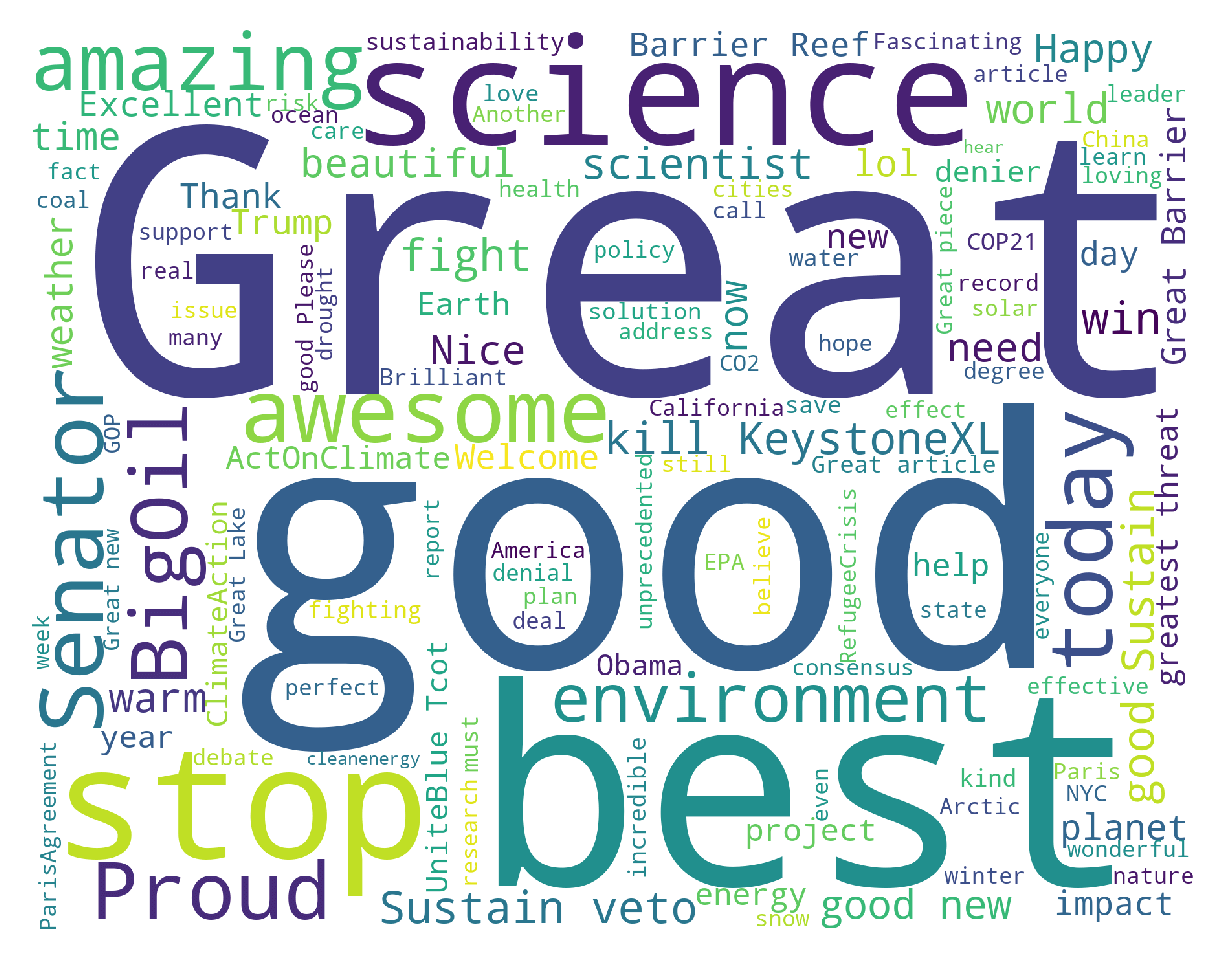 amazing
science
sustainability
Barrier Reef
Fascinating
Happy
article
Excellent
risk
ocean
love
Another
world
leader
time
care
beautiful
scientist
lol
denier
hear
China
learn
loving
fact
coal
Thank
health
cities
call
Great
support
Trump
real
issue
many
weather
good Please
drought
fight
Earth
Nice
Brilliant
policy
solution
address
now
CO2
new
water
hope
Great piece
COP21
record
solar
need
degree
day
win
Great Barrier
awesome
California
save
effect
kill
KeystoneXL
Senator
GOP
BigOil
ActOnClimate
Welcome
still
Great article
today
greatest threat
Sustain
good
good
America
denial
plan
deal
fighting
perfect
report
unprecedented
EPA
believe
RefugeeCrisis
help
state
everyone
Great new
ClimateAction
Great Lake
week
warm
year
Obama
consensus
environment
effective
debate
cleanenergy
stop
best
UniteBlue Tcot
must
research
incredible
even
project
kind
Arctic
Paris
NYC
planet
wonderful
ParisAgreement
Proud
Sustain veto
energy
snow
good new
winter
nature
impact